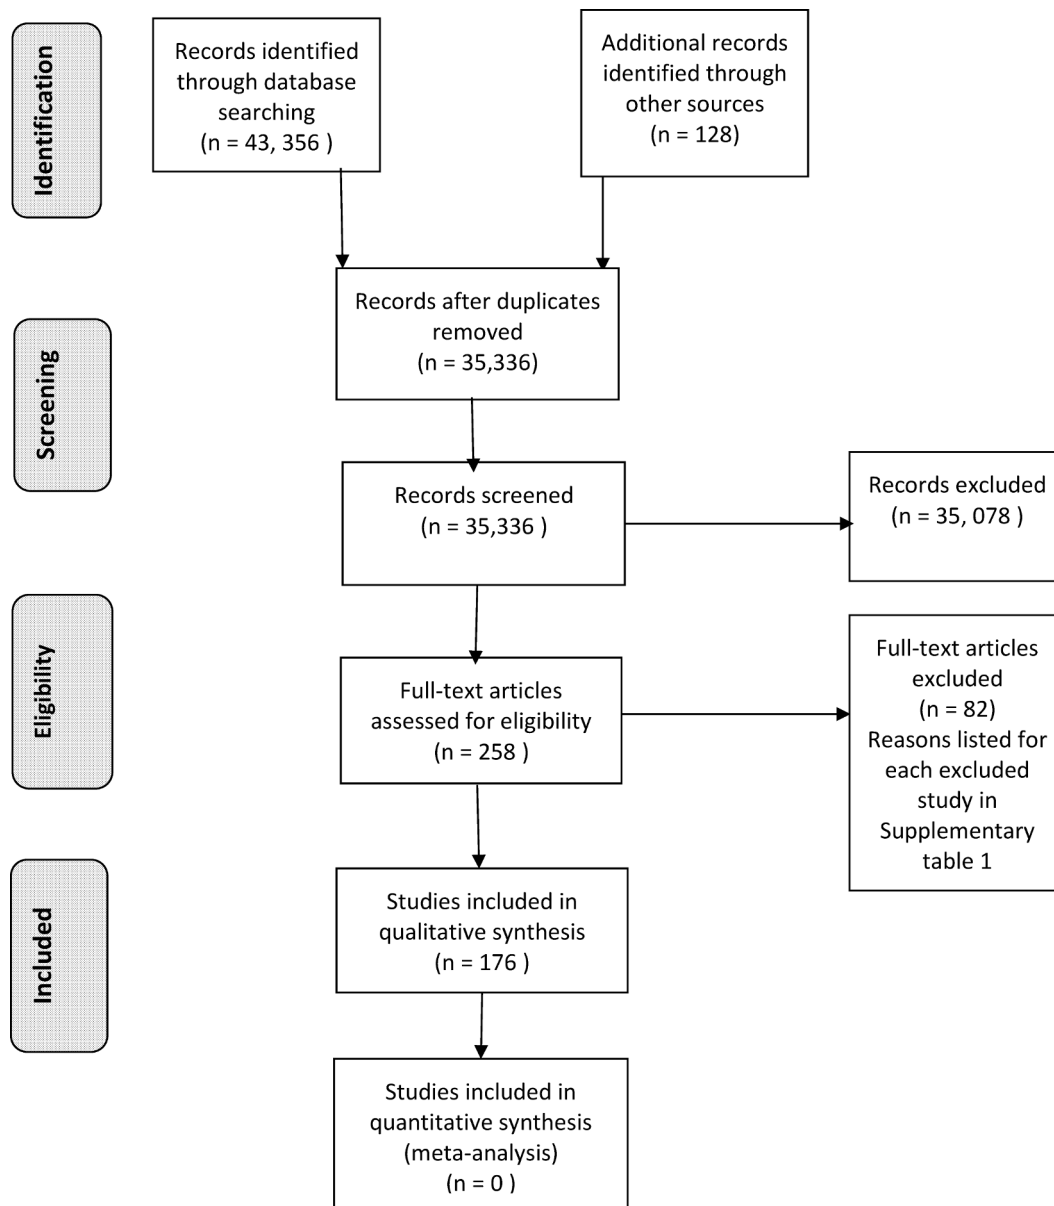 Identification
Records identified
through database
searching
(n = 43, 356 )
Additional records
identified through
other sources
(n = 128)
Records after duplicates
removed
(n = 35,336)
Screening
Records screened
(n = 35,336 )
Records excluded
(n = 35, 078 )
Eligibility
Full-text articles
assessed for eligibility
(n = 258 )
Full-text articles
excluded
(n = 82)
Reasons listed for
each excluded
study in
Supplementary
table 1
Included
Studies included in
qualitative synthesis
(n = 176 )
Studies included in
quantitative synthesis
(meta-analysis)
(n = 0 )